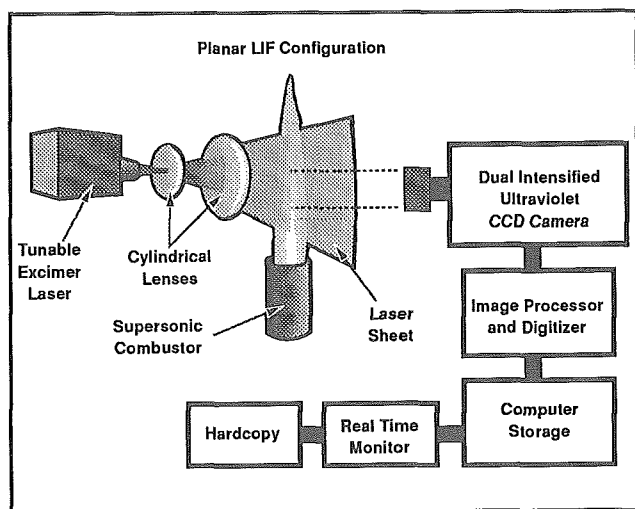 Planar LIF Configuration
Tunable
Excimer
Laser
Cylindrical
Lenses
Supersonic
Combustor
Laser
Sheet
Dual Intensified
Ultraviolet
CCD Camera
Image Processor
and Digitizer
Computer
Storage
Real Time
Monitor
Hardcopy